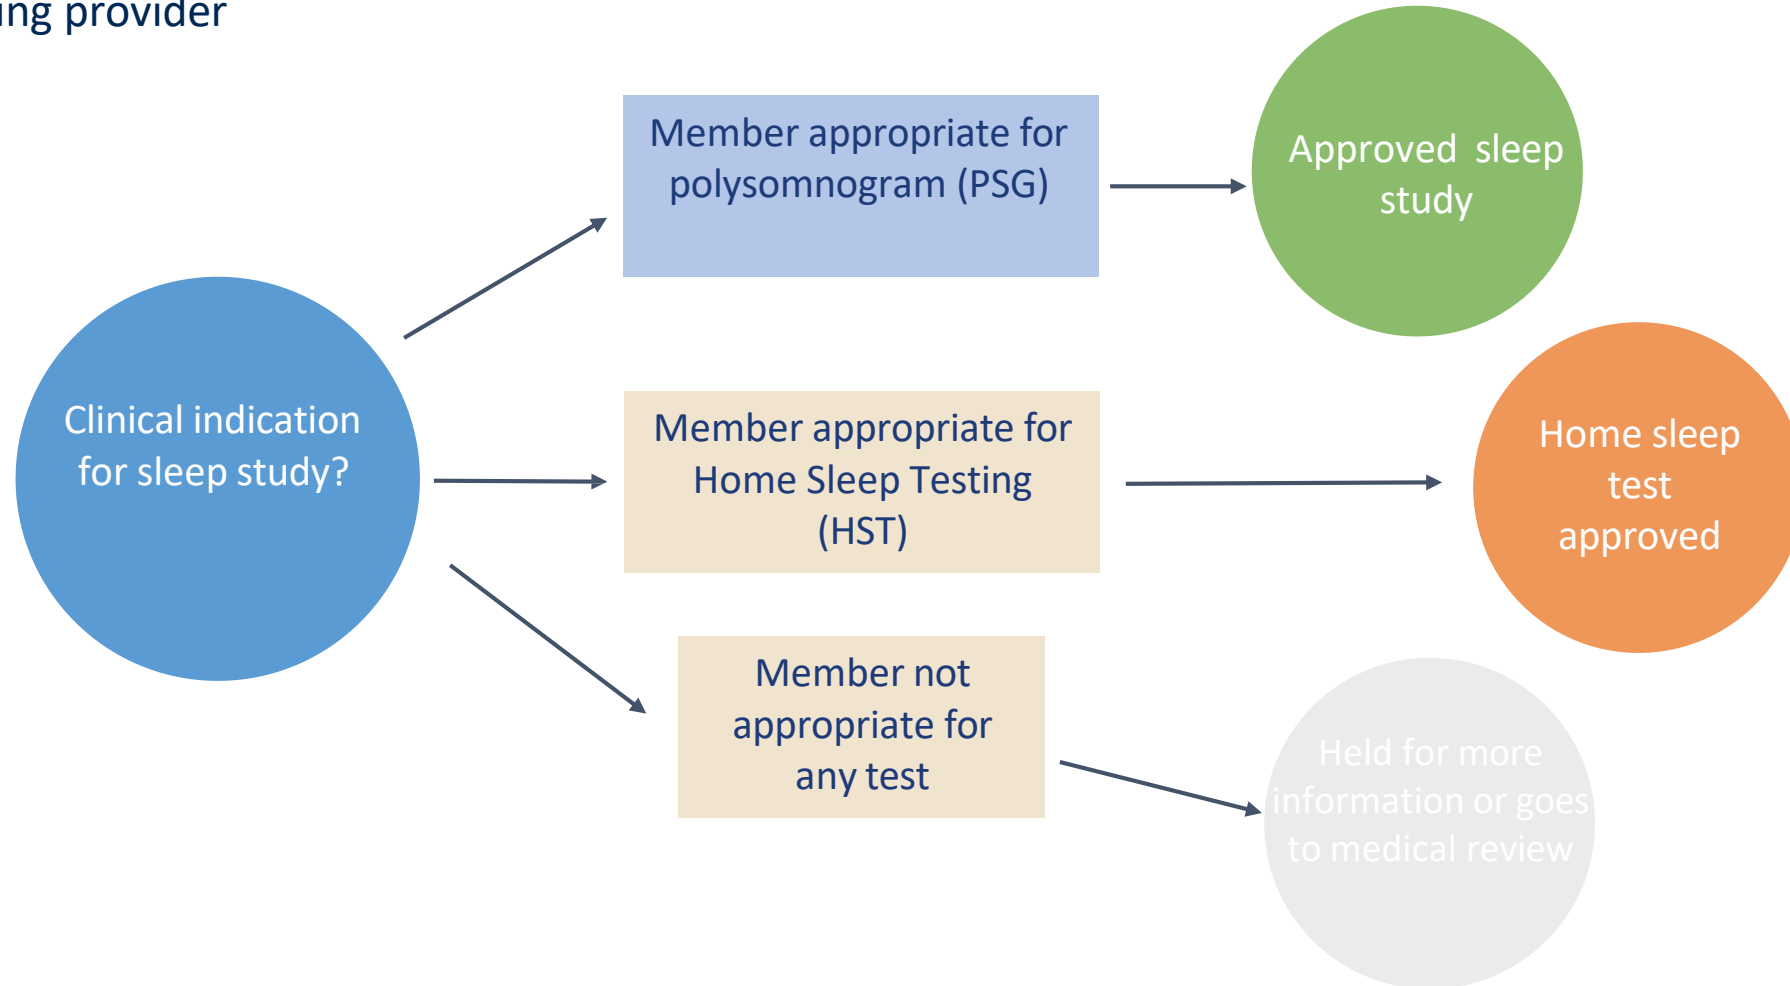 provider
Member appropriate for
polysomnogram (PSG)
Approved sleep
study
Clinical indication
for sleep study?
Member appropriate for
Home Sleep Testing
(HST)
Home sleep
test
approved
Member not
appropriate for
any test
Held for more
information or goes
to medical review